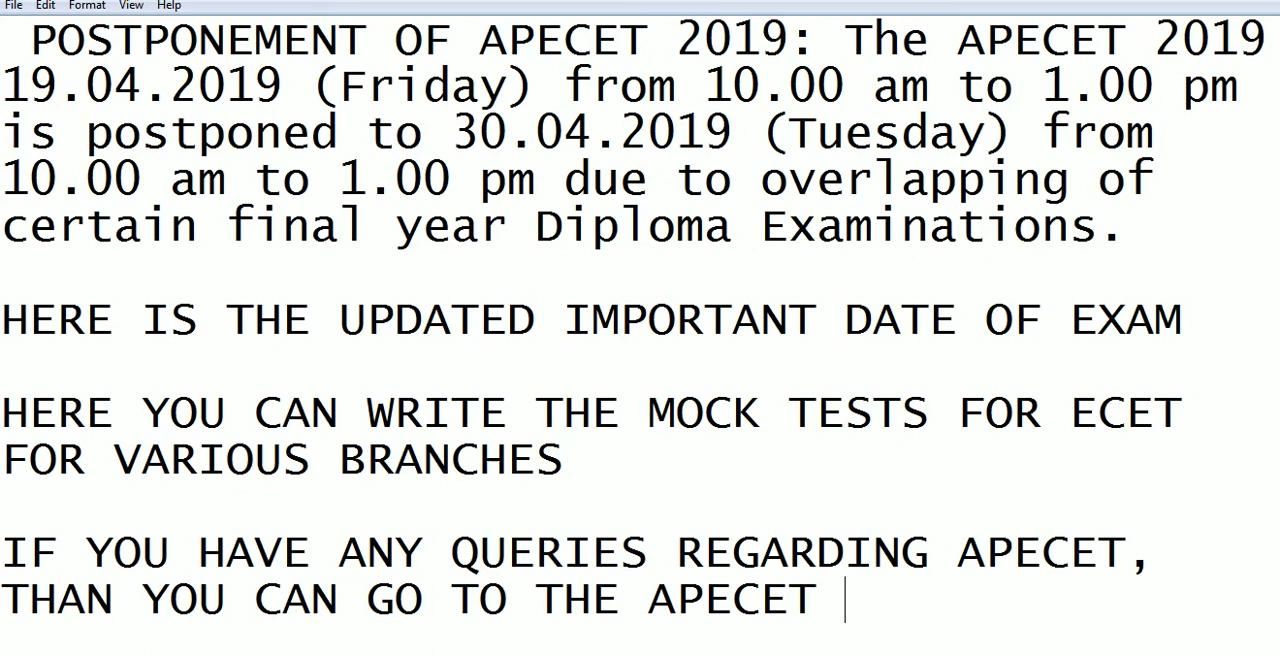 File Edit Format View Help
POSTPONEMENT OF APECET 2019: The APECET 2019
19.04.2019 (Friday) from 10.00 am to 1.00 pm
is postponed to 30.04.2019 (Tuesday) from
10.00 am to 1.00 pm due to overlapping of
certain final year Diploma Examinations.
HERE IS THE UPDATED IMPORTANT DATE OF EXAM
HERE YOU CAN WRITE THE MOCK TESTS FOR ECET
FOR VARIOUS BRANCHES
IF YOU HAVE ANY QUERIES REGARDING APECET,
THAN YOU CAN GO TO THE APECET